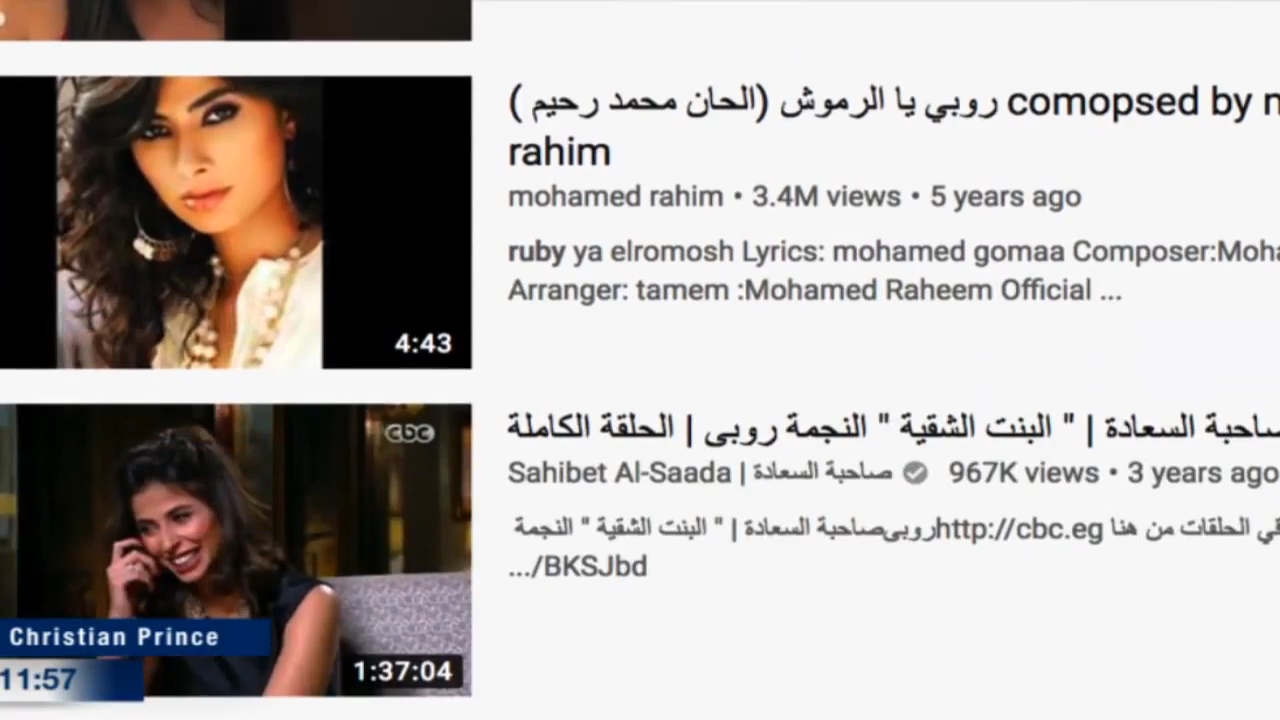 روبي يا الرموش (الحان محمد رحيم ) comopsed by
rahim
mohamed rahim • 3.4M views • 5 years ago
ruby ya elromosh Lyrics: mohamed gomaa Composer:Moha
Arranger: tamem :Mohamed Raheem Official ...
4:43
cbc
صاحبة السعادة | " البنت الشقية " النجمة روبى | الحلقة الكاملة
Sahibet Al-Saada | صاحبة السعادة 967K views • 3 years ago
صاحبة السعادة | " البنت الشقية " النجمة روبىhttp://cbc.eg الحلقات من هنا
.../BKSJbd
1:37:04
Christian Prince
11:57